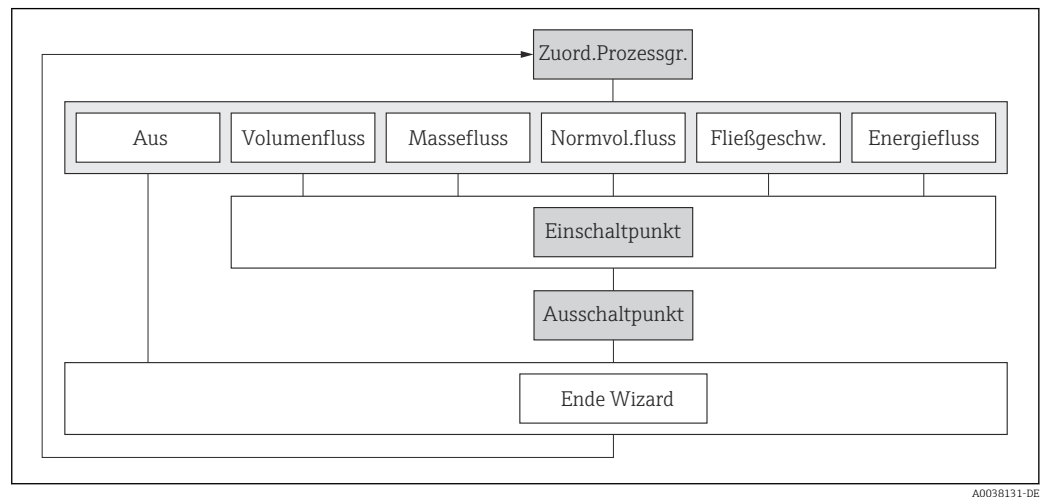 Zuord.Prozessgr.
Aus
Volumenfluss
Massefluss
Normvol.fluss
Fließgeschw.
Energiefluss
Einschaltpunkt
Ausschaltpunkt
Ende Wizard
A0038131-DE